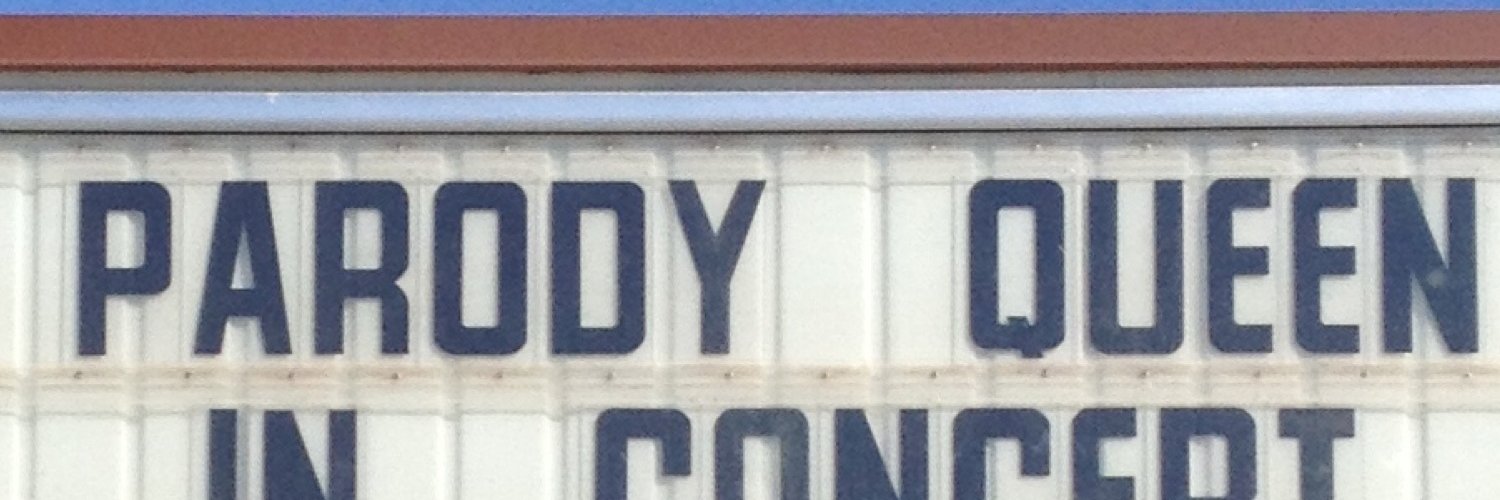 PARODY QUEEN
IN CONCERT